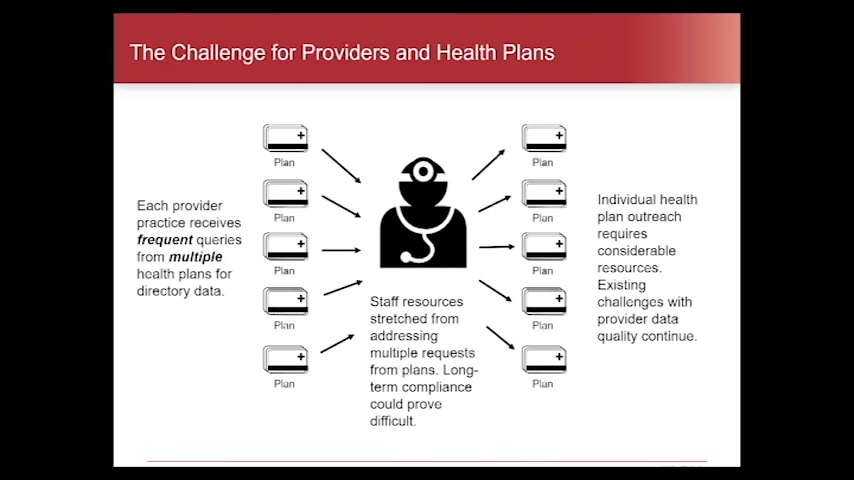 The Challenge for Providers and Health Plans
Each provider
practice receives
frequent queries
from multiple
health plans for
directory data.
Plan
Plan
Plan
Plan
Plan
Staff resources
stretched from
addressing
multiple requests
from plans. Long-
term compliance
could prove
difficult.
Plan
Plan
Plan
Plan
Plan
Individual health
plan outreach
requires
considerable
resources.
Existing
challenges with
provider data
quality continue.